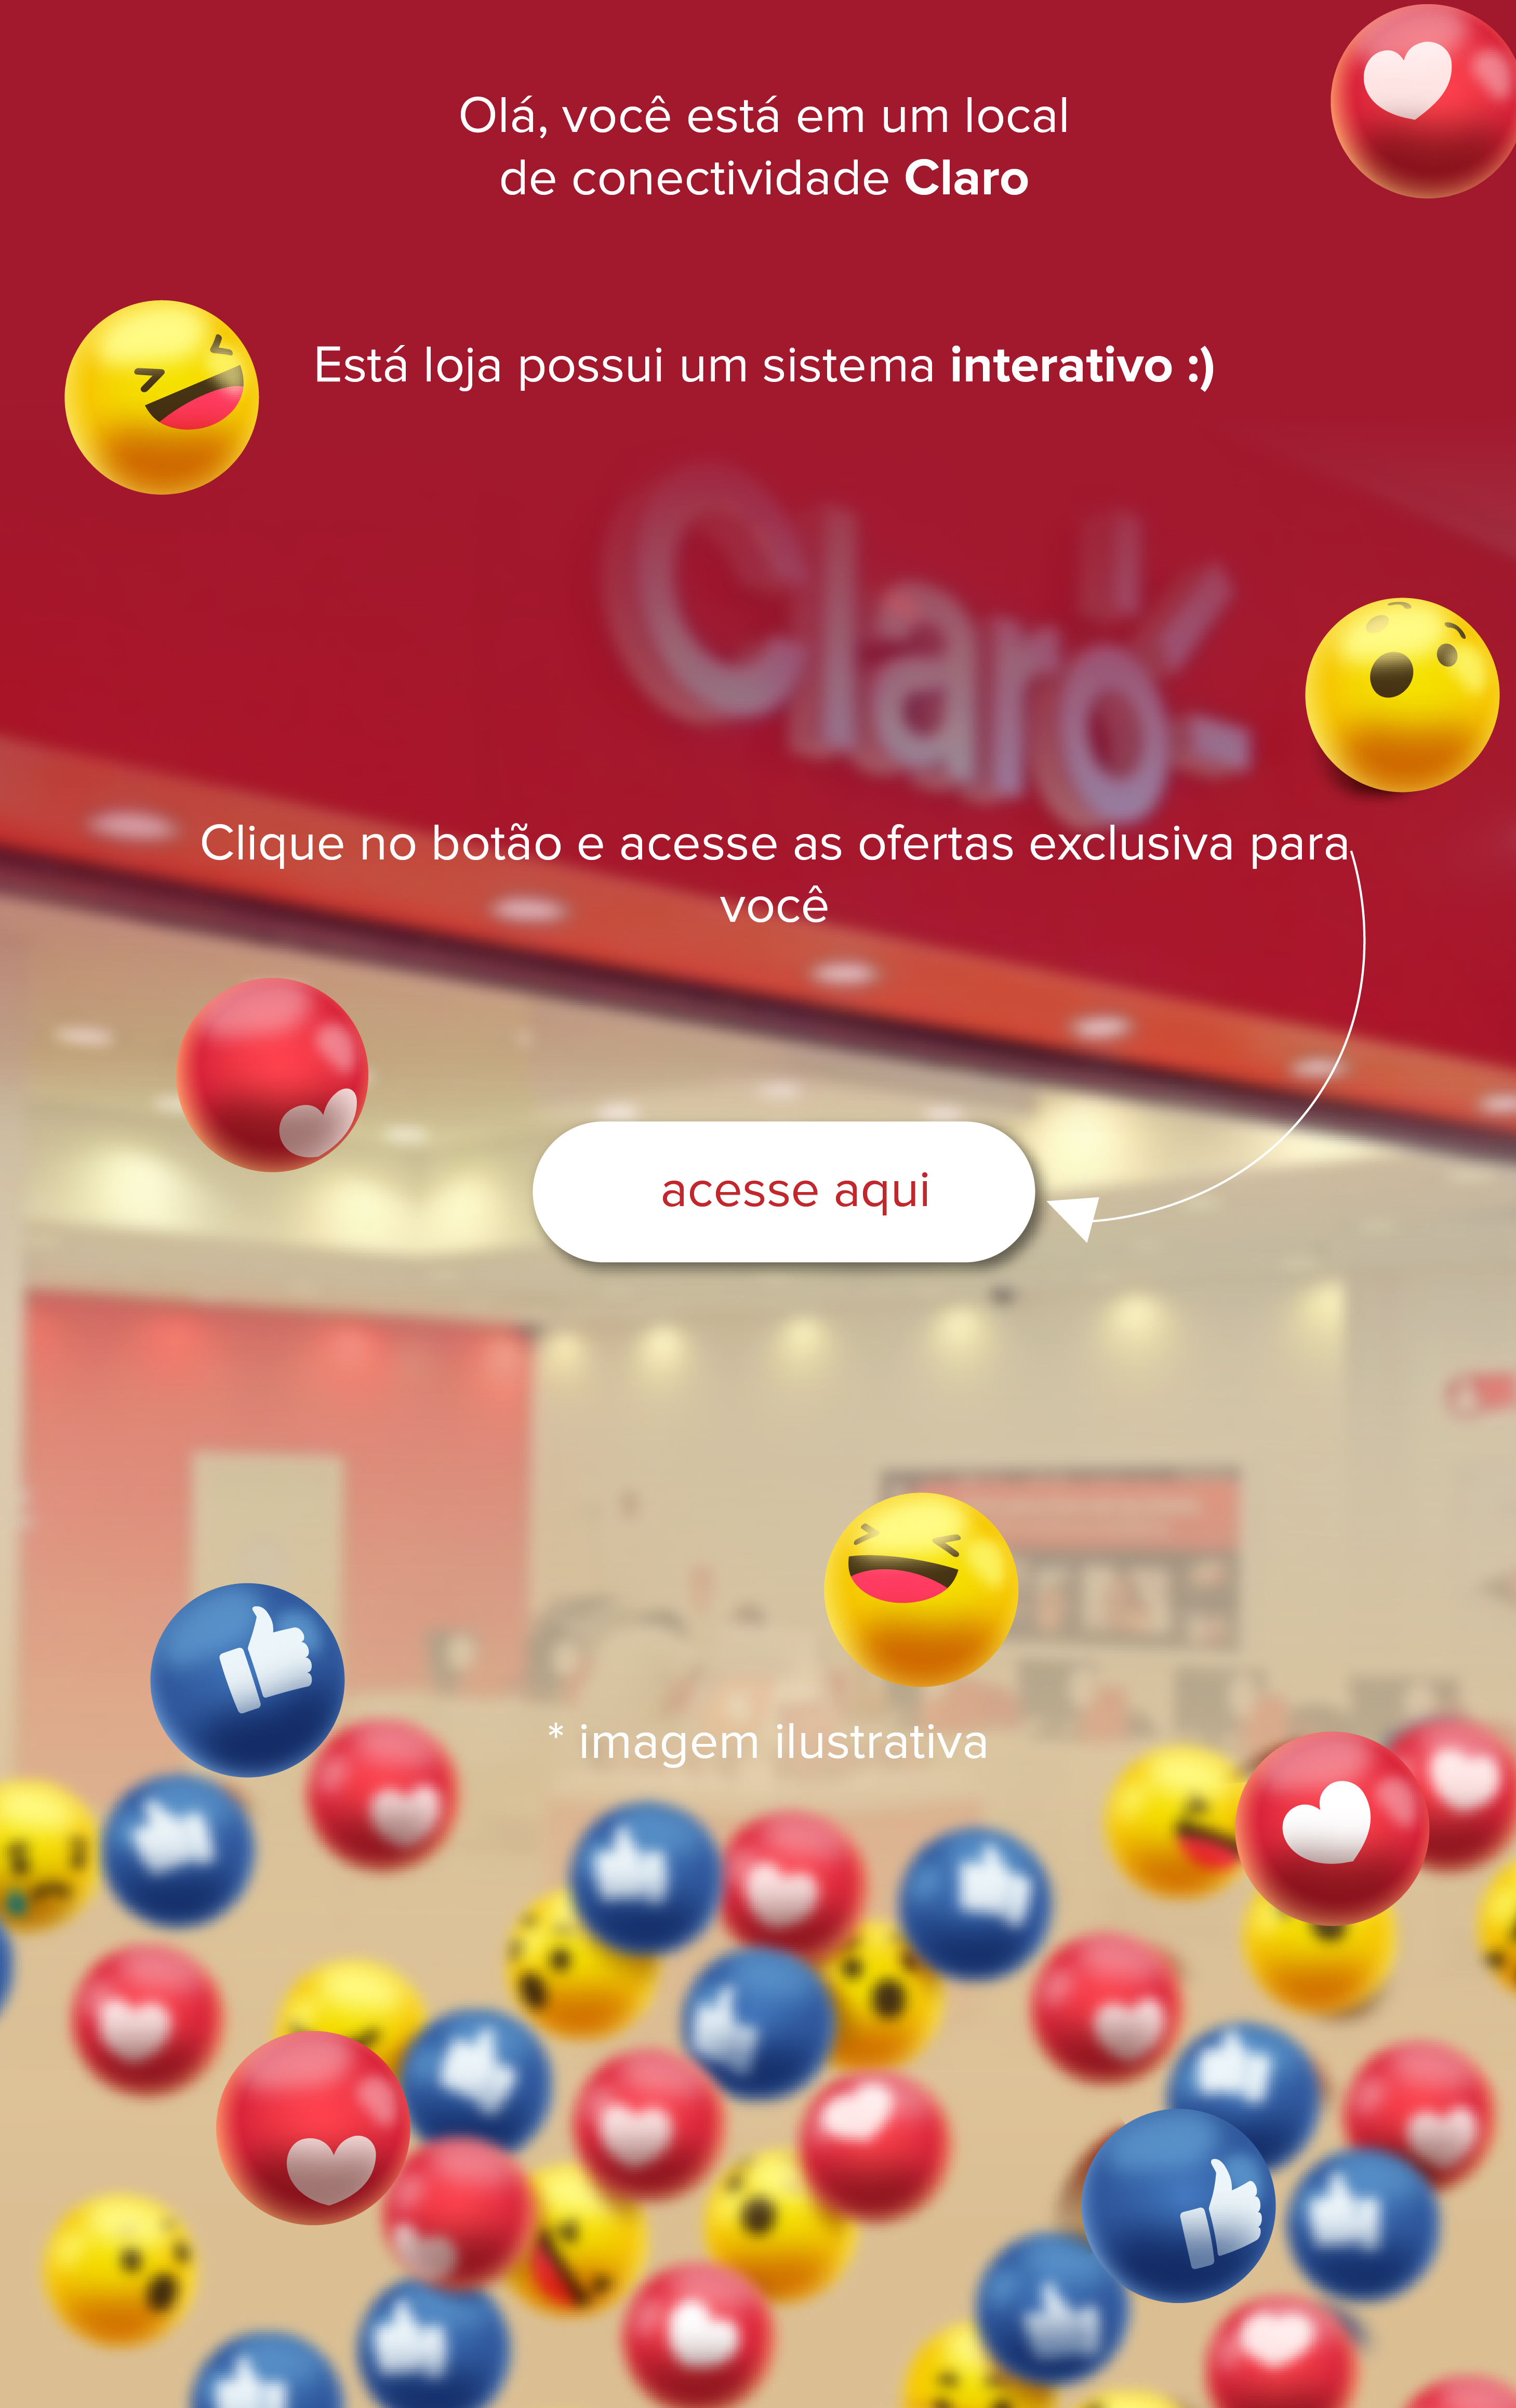 Olá, você está em um local
de conectividade Claro
Está loja possui um sistema interativo :)
Claro
Clique no botão e acesse as ofertas exclusiva para
você
acesse aqui
* imagem ilustrativa